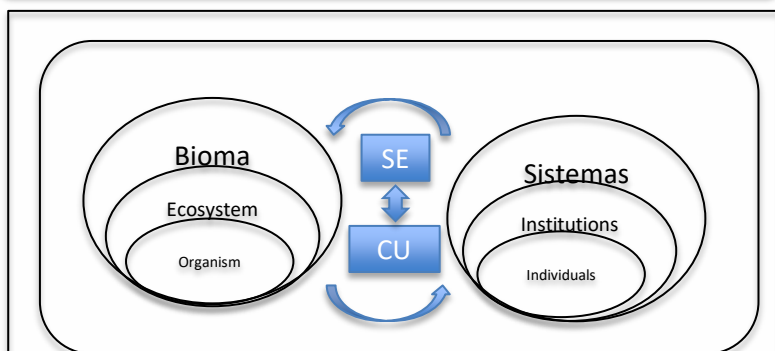 Bioma
Ecosystem
Organism
SE
CU
Sistemas
Institutions
Individuals